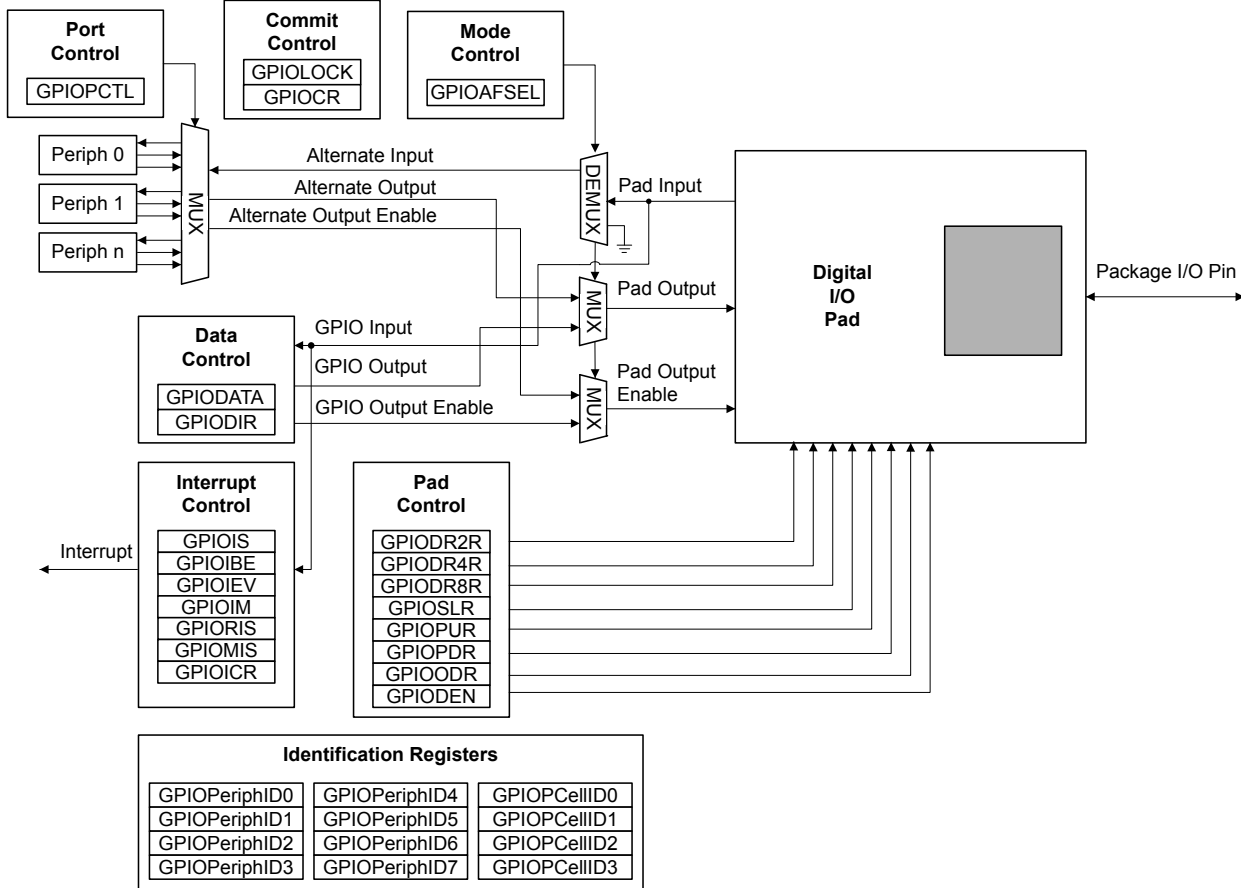 Port
Control
GPIOPCTL
Commit
Control
GPIOLOCK
GPIOCR
Mode
Control
GPIOAFSEL
Periph 0
Periph 1
Periph n
MUX
Alternate Input
Alternate Output
Alternate Output Enable
DEMUX
Pad Input
MUX
Pad Output
MUX
Pad Output
Enable
Digital
I/O
Pad
Package I/O Pin
Data
Control
GPIODATA
GPIODIR
GPIO Input
GPIO Output
GPIO Output Enable
Interrupt
Control
GPIOIS
GPIOIBE
GPIOIEV
GPIOIM
GPIORIS
GPIOMIS
GPIOICR
Interrupt
Pad
Control
GPIODR2R
GPIODR4R
GPIODR8R
GPIOSLR
GPIOPUR
GPIOPDR
GPIOODR
GPIODEN
Identification Registers
GPIOPeriphID0 GPIOPeriphID4 GPIOPCellID0
GPIOPeriphID1 GPIOPeriphID5 GPIOPCellID1
GPIOPeriphID2 GPIOPeriphID6 GPIOPCellID2
GPIOPeriphID3 GPIOPeriphID7 GPIOPCellID3